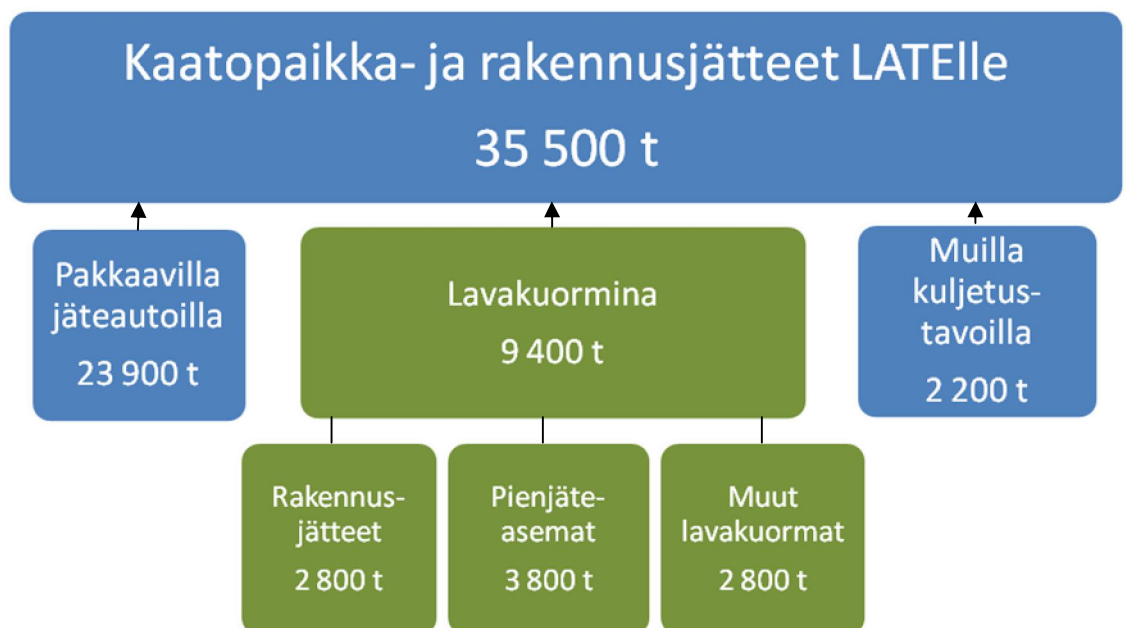 Kaatopaikka- ja rakennusjätteet LATElle
35 500 t
Pakkaavilla
jäteautoilla
23 900 t
Lavakuormina
9 400 t
Muilla
kuljetus-
tavoilla
2 200 t
Rakennus-
jätteet
2 800 t
Pienjäte-
asemat
3 800 t
Muut
lavakuormat
2 800 t